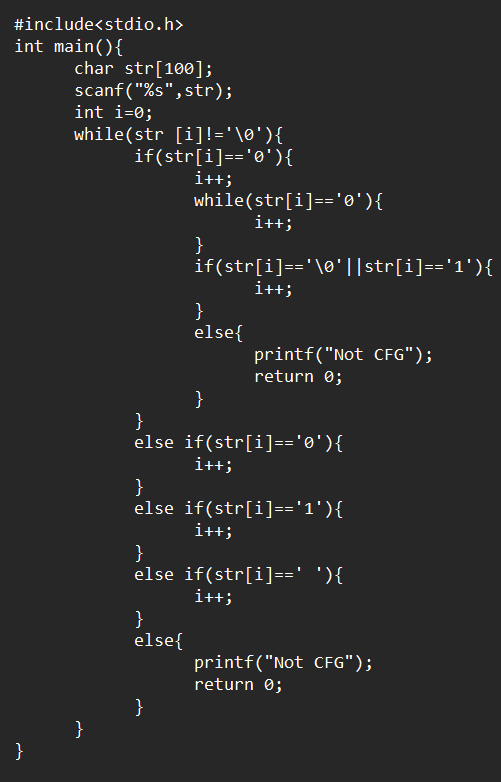 #include<stdio.h>
int main(){
char str[100];
scanf("%s",str);
int i=0;
while(str [i]!='\0'){
if(str[i]=='0'){
i++;
while(str[i]=='0'){
i++;
}
if(str[i]=='\0'||str[i]=='1'){
i++;
}
else{
printf("Not CFG");
return 0;
}
}
else if(str[i]=='0'){
i++;
}
else if(str[i]=='1'){
i++;
}
else if(str[i]==' '){
i++;
}
else{
printf("Not CFG");
return 0;
}
}
}